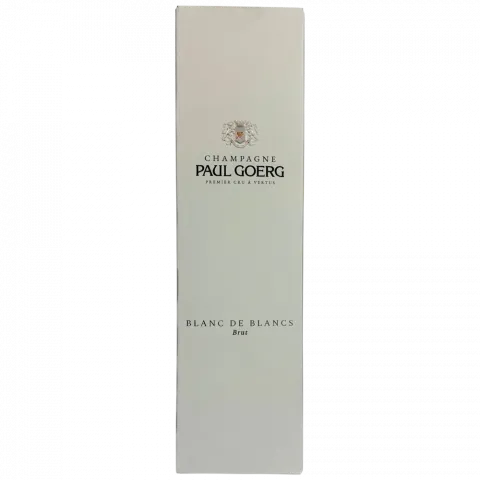 CHAMPAGNE
PAUL GOERG
PREMIER CRU A VERTUS
BLANC DE BLANCS
Brut